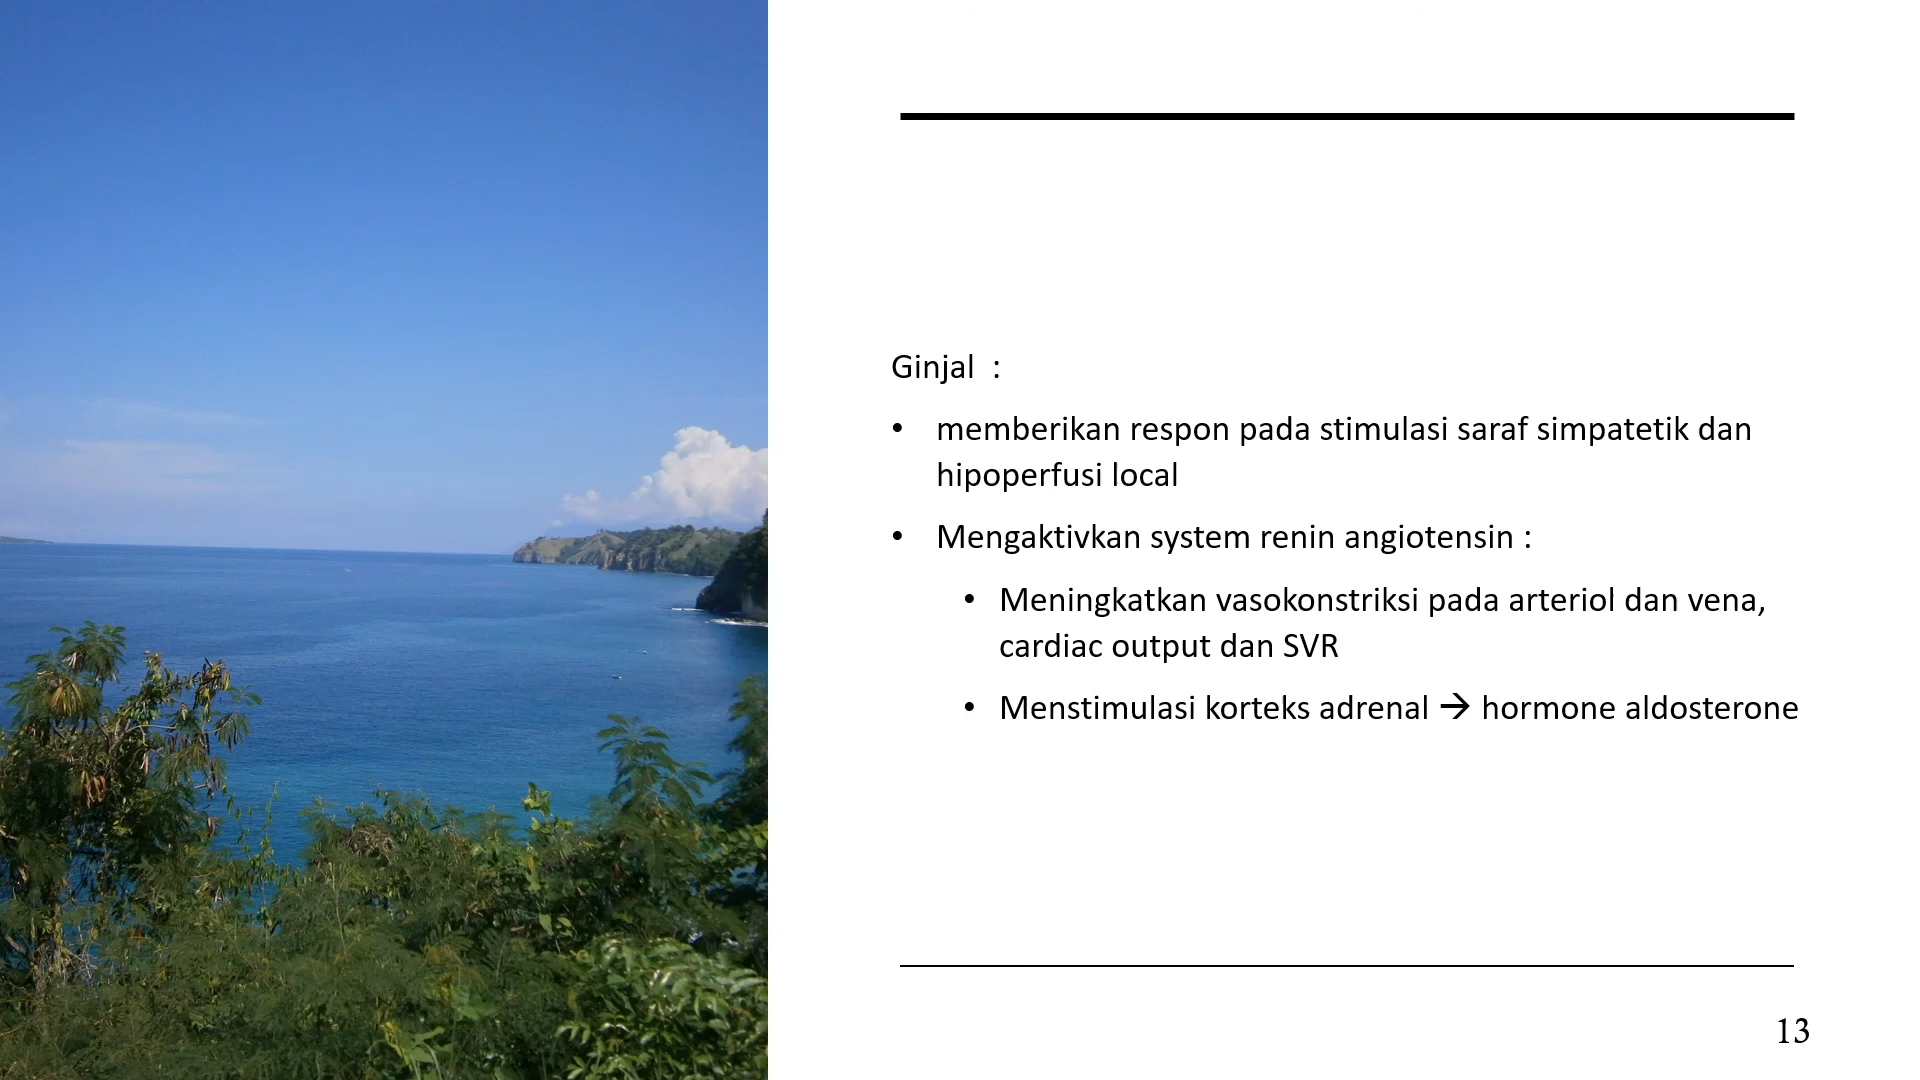 Ginjal  :
• memberikan respon pada stimulasi saraf simpatetik dan
hipoperfusi local
• Mengaktivkan system renin angiotensin :
• Meningkatkan vasokonstriksi pada arteriol dan vena,
cardiac output dan SVR
• Menstimulasi korteks adrenal → hormone aldosterone
13